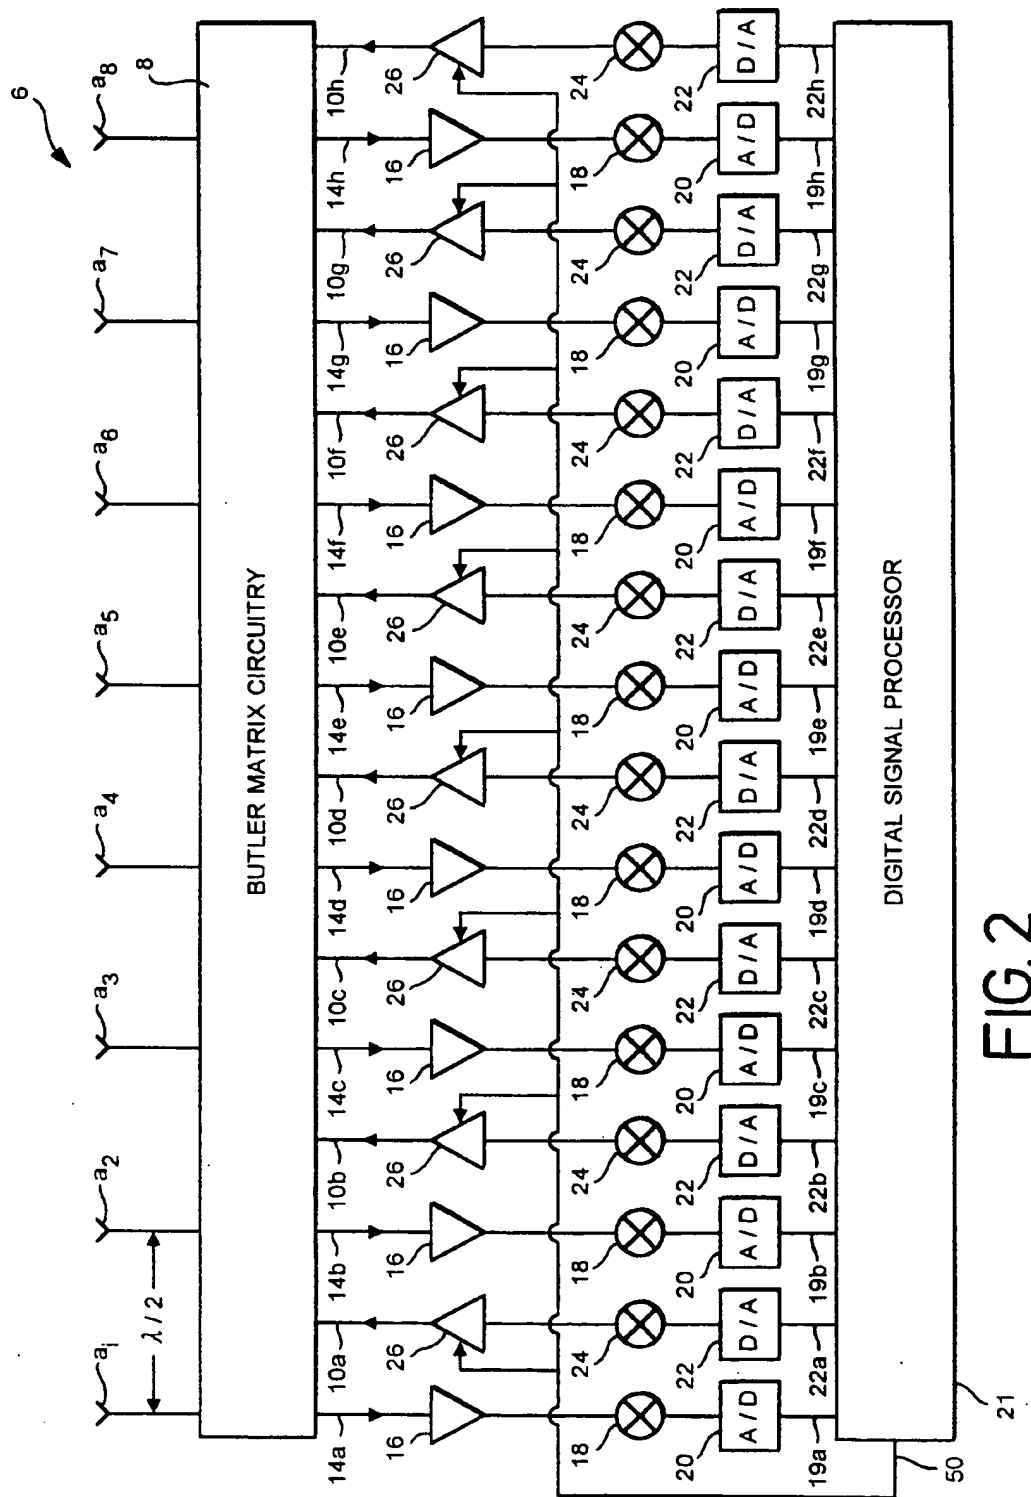 6
a₁ a₂ a₃ a₄ a₅ a₆ a₇ a₈
λ/2
BUTLER MATRIX CIRCUITRY
8
14a 10a 14b 10b 14c 10c 14d 10d 14e 10e 14f 10f 14g 10g 14h 10h
16 26 16 26 16 26 16 26 16 26 16 26 16 26 16 26
18 24 18 24 18 24 18 24 18 24 18 24 18 24 18 24
20 22 20 22 20 22 20 22 20 22 20 22 20 22 20 22
A/D D/A A/D D/A A/D D/A A/D D/A A/D D/A A/D D/A A/D D/A A/D D/A
19a 22a 19b 22b 19c 22c 19d 22d 19e 22e 19f 22f 19g 22g 19h 22h
DIGITAL SIGNAL PROCESSOR
50
21
FIG. 2